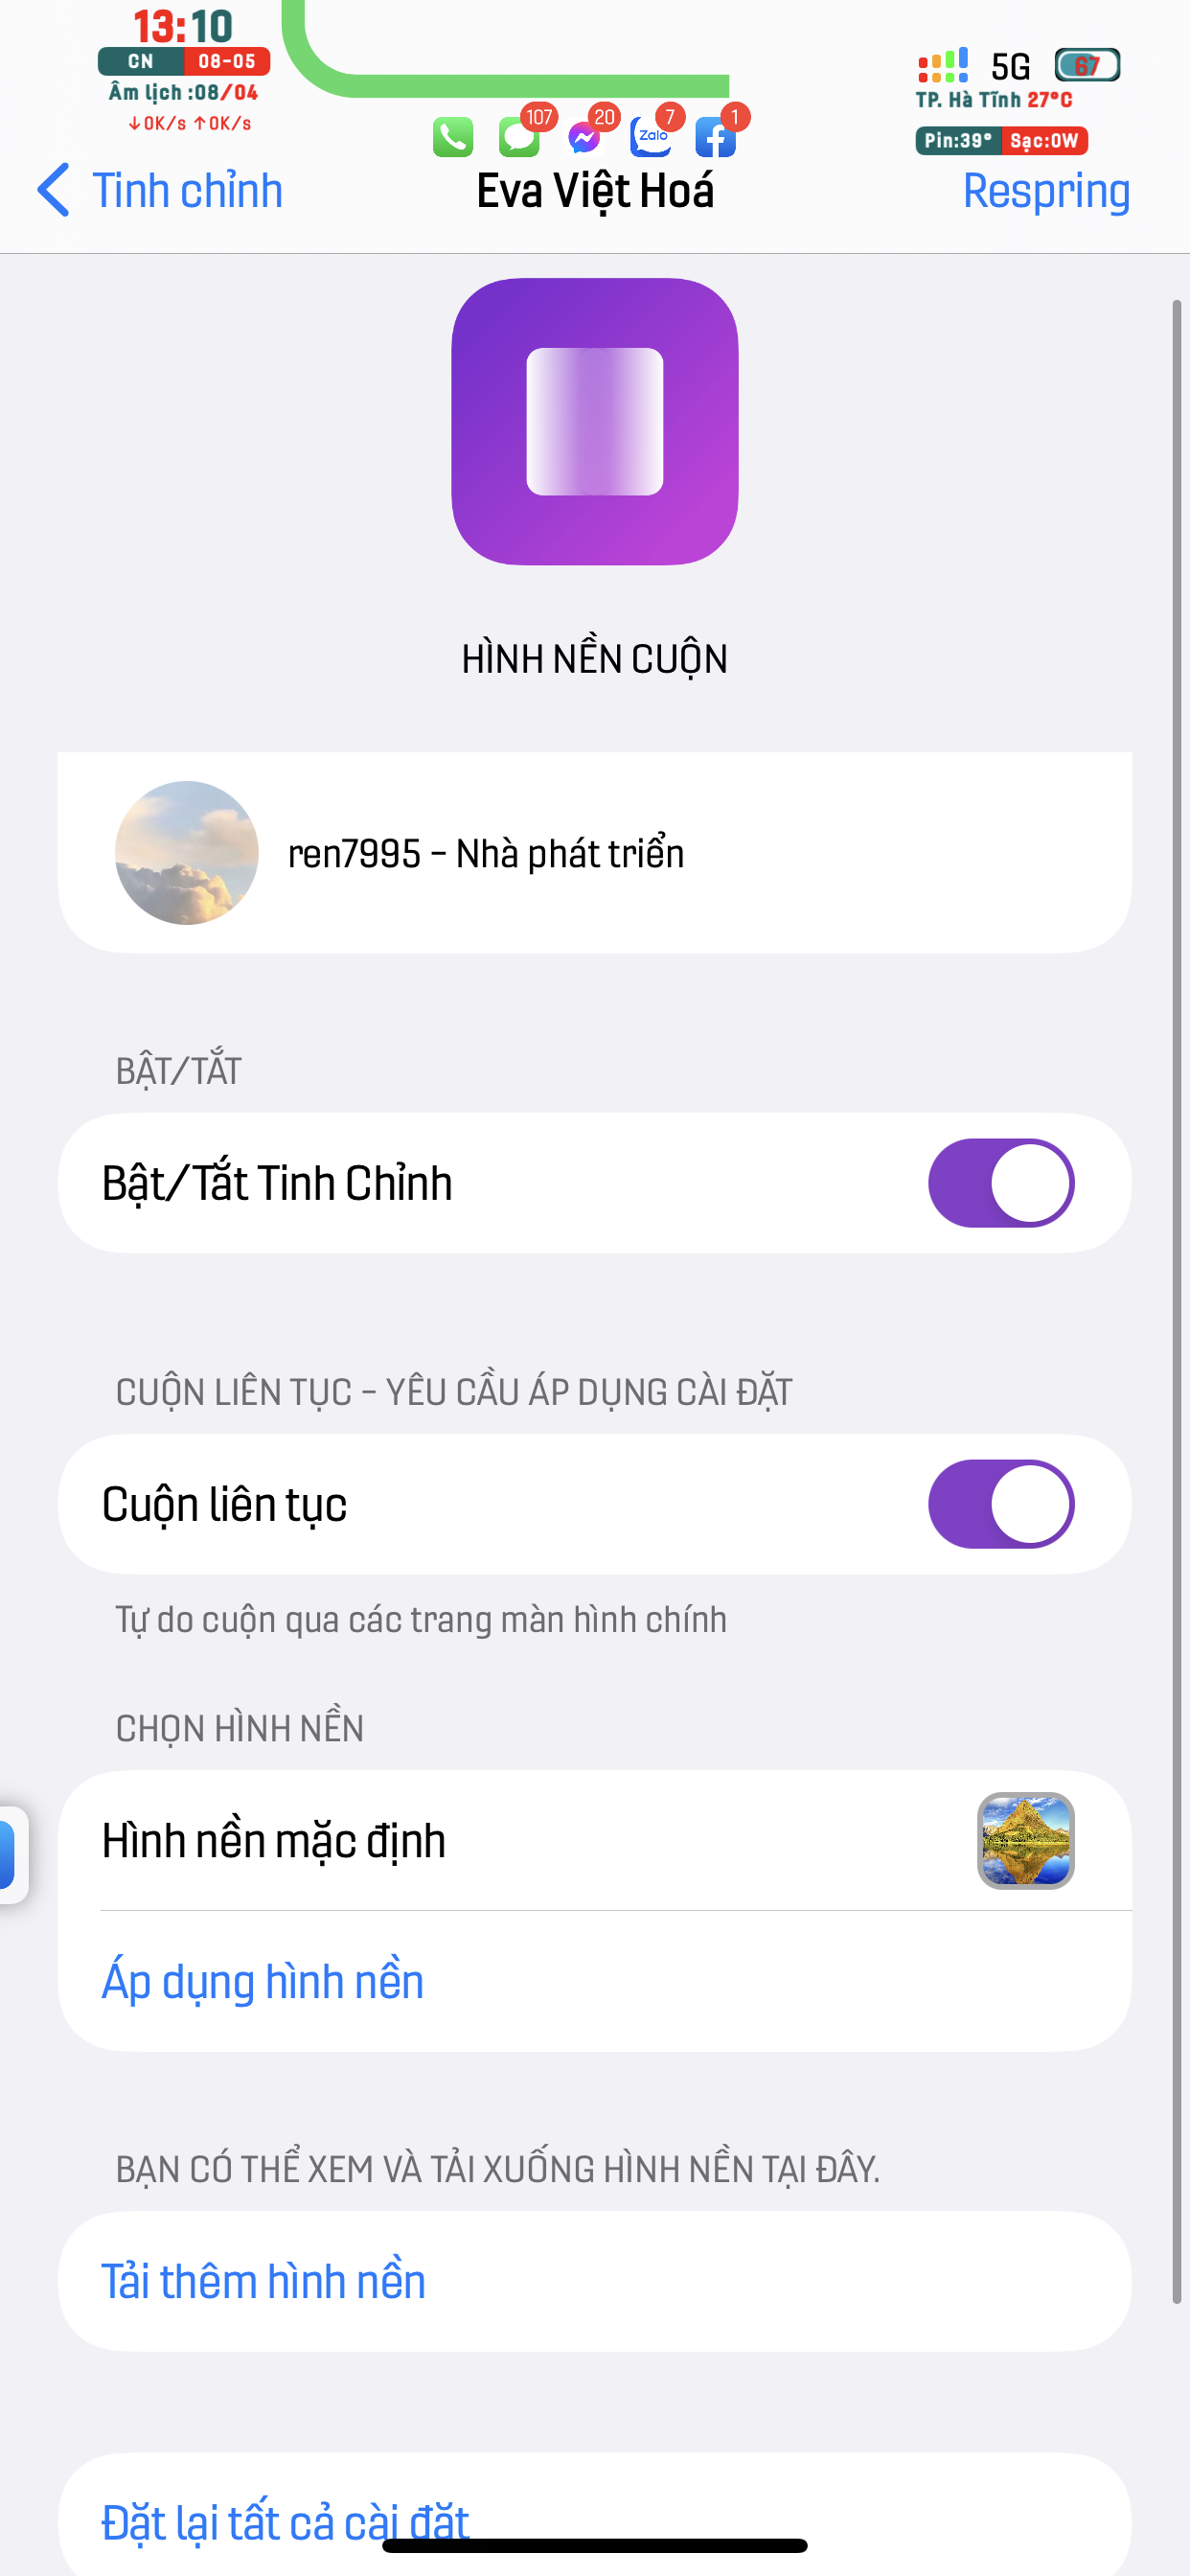 13:10
CN 08-05
Âm lịch :08/04
↓0K/s ↑0K/s
107 20 7 1
Zalo
5G 67
TP. Hà Tĩnh 27°C
Pin:39° Sạc:0W
Tinh chỉnh
Eva Việt Hoá
Respring
HÌNH NỀN CUỘN
ren7995 - Nhà phát triển
BẬT/TẮT
Bật/Tắt Tinh Chỉnh
CUỘN LIÊN TỤC - YÊU CẦU ÁP DỤNG CÀI ĐẶT
Cuộn liên tục
Tự do cuộn qua các trang màn hình chính
CHỌN HÌNH NỀN
Hình nền mặc định
Áp dụng hình nền
BẠN CÓ THỂ XEM VÀ TẢI XUỐNG HÌNH NỀN TẠI ĐÂY.
Tải thêm hình nền
Đặt lại tất cả cài đặt